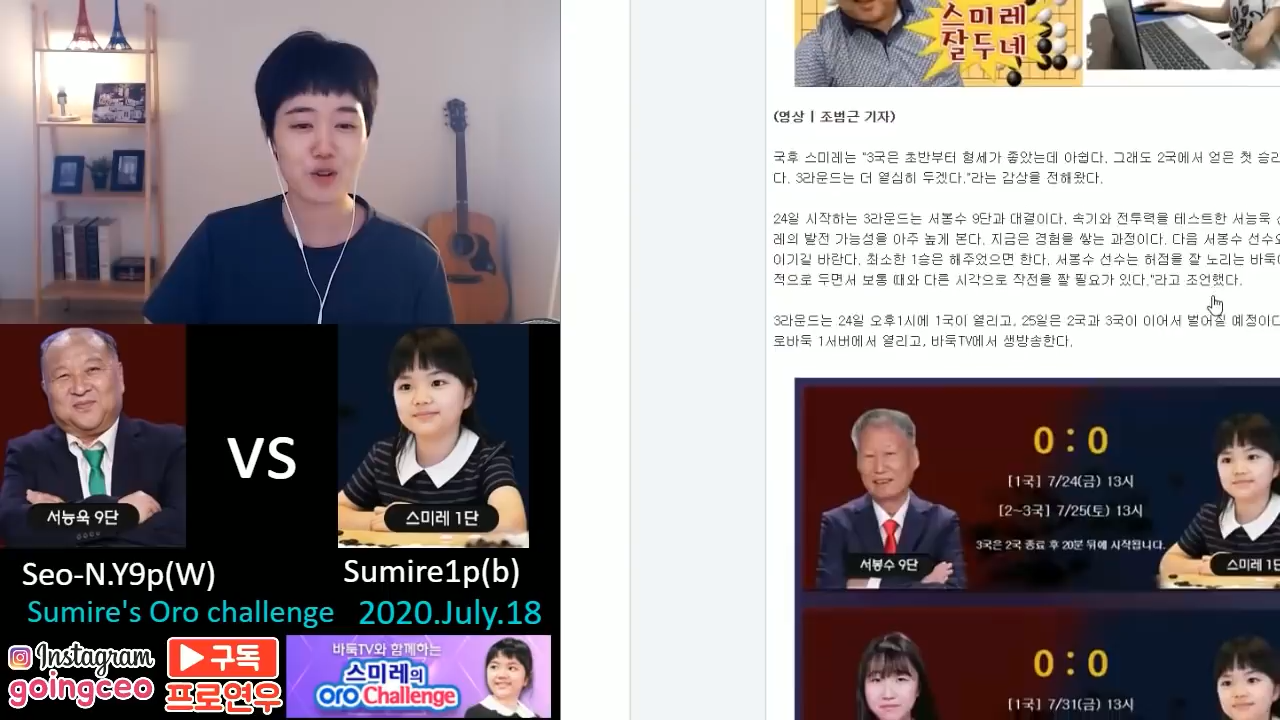 스미레
잘두네
(영상 | 조범근 기자)
국후 스미레는 "3국은 초반부터 형세가 좋았는데 아쉽다. 그래도 2국에서 얻은 첫 승리
다. 3라운드는 더 열심히 두겠다."라는 감상을 전해왔다.
24일 시작하는 3라운드는 서봉수 9단과 대결이다. 속기와 전투력을 테스트한 서능욱
레의 발전 가능성을 아주 높게 본다. 지금은 경험을 쌓는 과정이다. 다음 서봉수 선수와
이기길 바란다. 최소한 1승은 해주었으면 한다. 서봉수 선수는 허점을 잘 노리는 바둑
적으로 두면서 보통 때와 다른 시각으로 작전을 짤 필요가 있다."라고 조언했다.
3라운드는 24일 오후1시에 1국이 열리고, 25일은 2국과 3국이 이어서 벌어질 예정이다
로바둑 1서버에서 열리고, 바둑TV에서 생방송한다.
0 : 0
[1국] 7/24(금) 13시
[2~3국] 7/25(토) 13시
3국은 2국 종료 후 20분 뒤에 시작됩니다.
서봉수 9단
스미레 1단
0 : 0
[1국] 7/31(금) 13시
서능욱 9단
vs
스미레 1단
Seo-N.Y9p(W)
Sumire1p(b)
Sumire's Oro challenge
2020.July.18
Instagram
goingceo
구독
프로연우
바둑TV와 함께하는
스미레의
oro Challenge